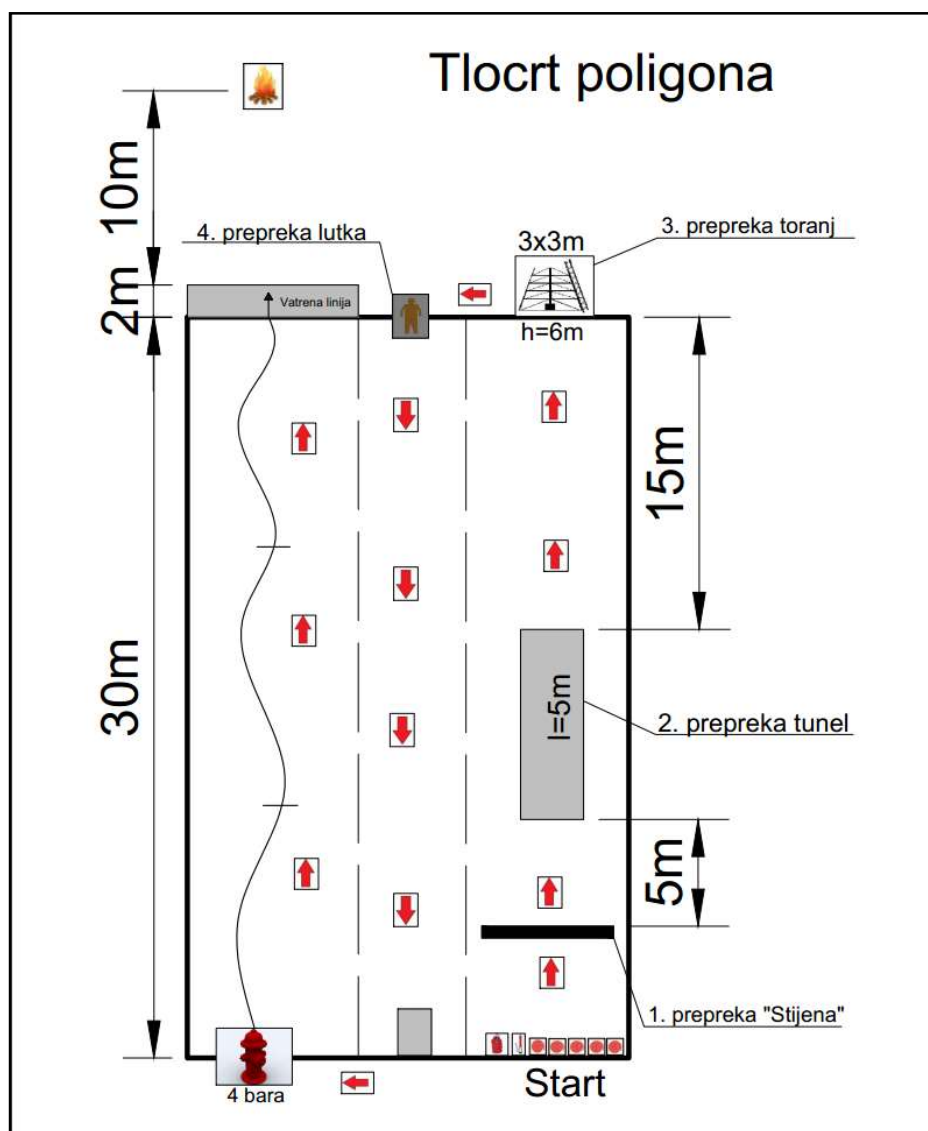 Tlocrt poligona
10m
4. prepreka lutka
3x3m
3. prepreka toranj
2m
Vatrena linija
h=6m
15m
30m
l=5m
2. prepreka tunel
5m
1. prepreka "Stijena"
Start
4 bara